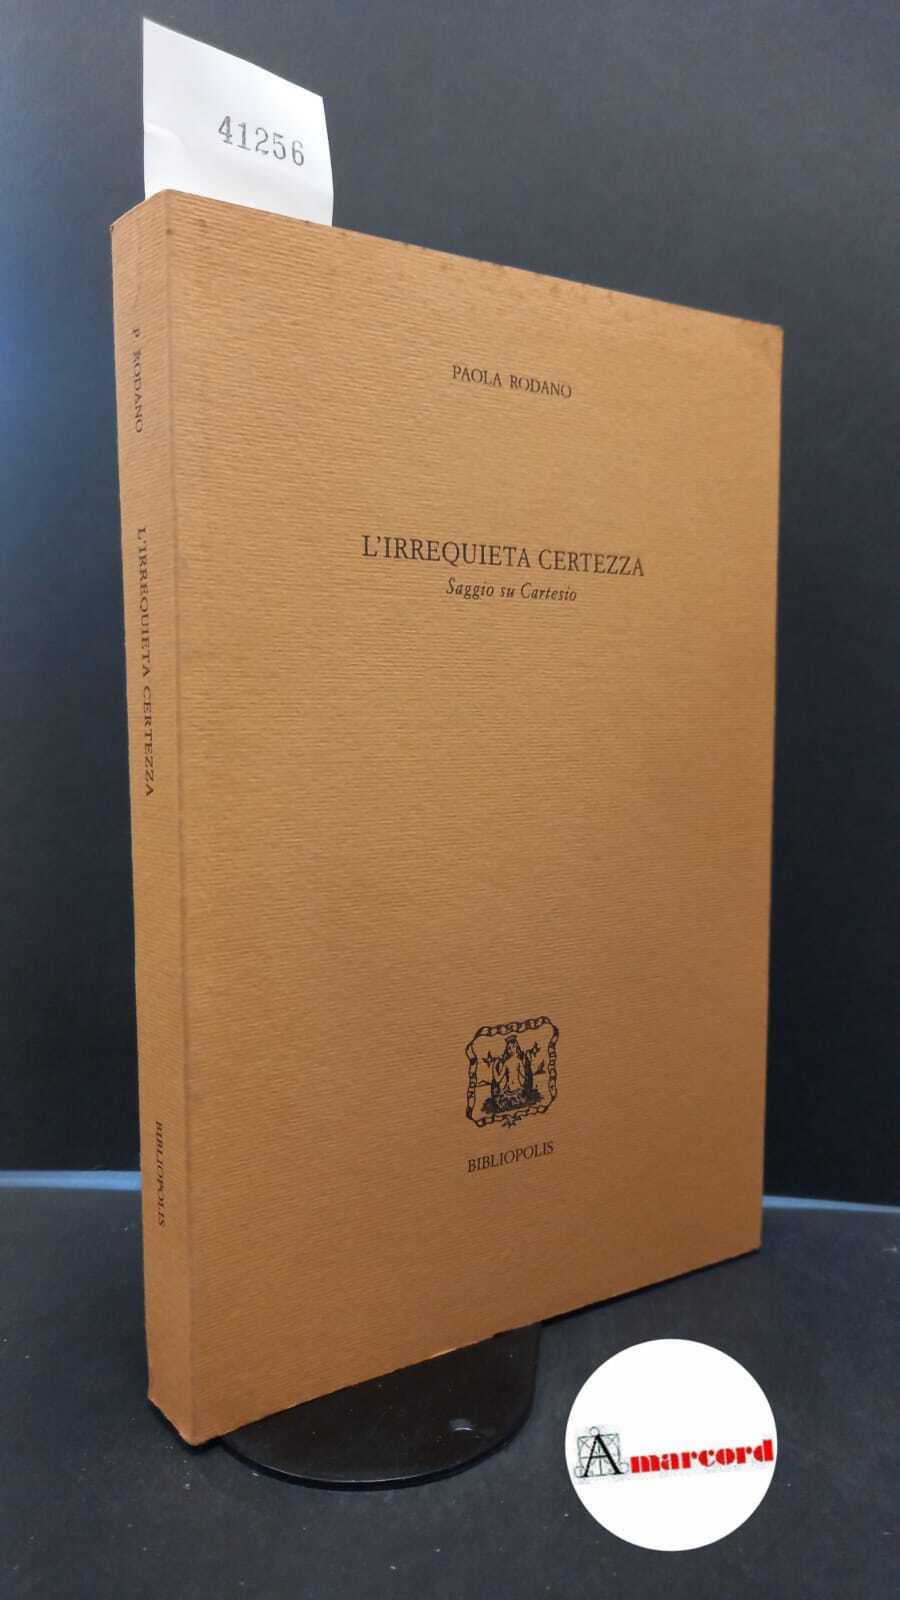 41256
PAOLA RODANO
L'IRREQUIETA CERTEZZA
Saggio su Cartesio
BIBLIOPOLIS
P. RODANO
L'IRREQUIETA CERTEZZA
BIBLIOPOLIS
Amarcord